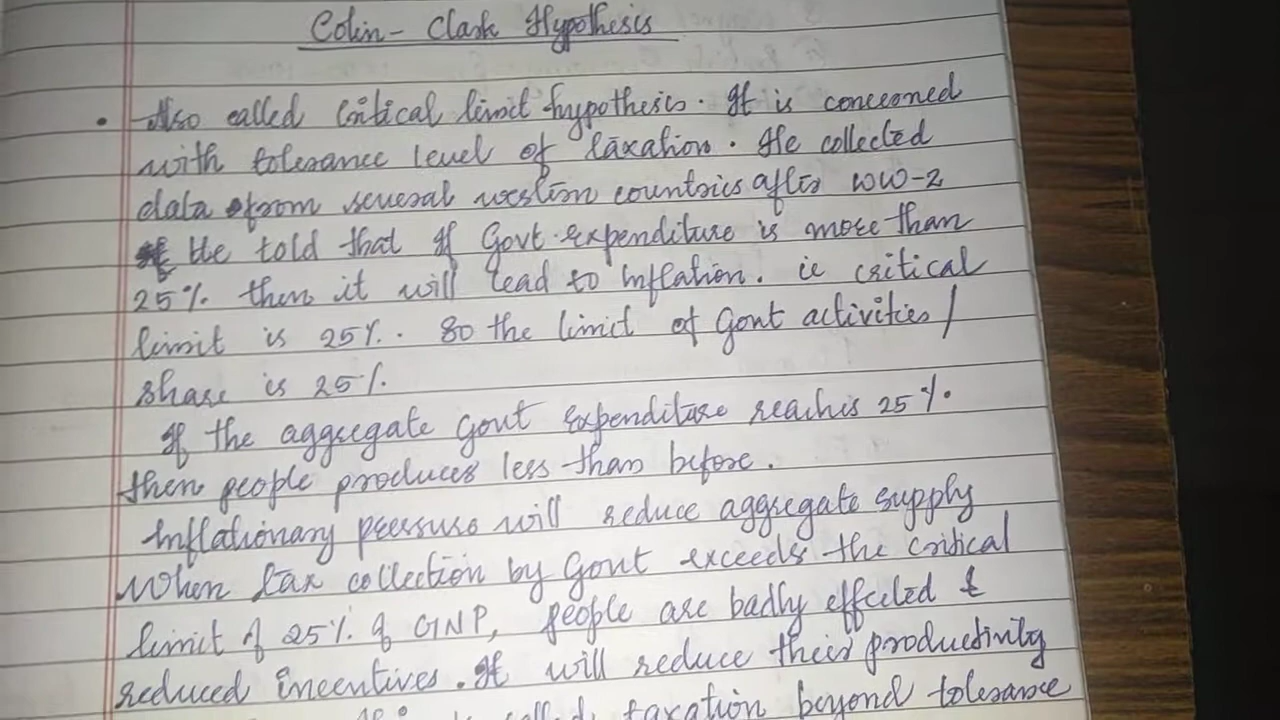 Colin- Clark Hypothesis
• Also called Critical limit hypothesis. It is concerned
with tolerance level of taxation. He collected
data from several western countries after WW-2
He told that if Govt. expenditure is more than
25% then it will lead to inflation. ie critical
limit is 25%. So the limit of Govt activities/
share is 25%.
If the aggregate Govt Expenditure reachis 25%.
then people produces less than before.
Inflationary peersure will reduce aggregate supply
When tax collection by Govt exceeds the critical
limit of 25% of GNP, people are badly effected &
reduced incentives. It will reduce their productivity
called taxation beyond tolerance